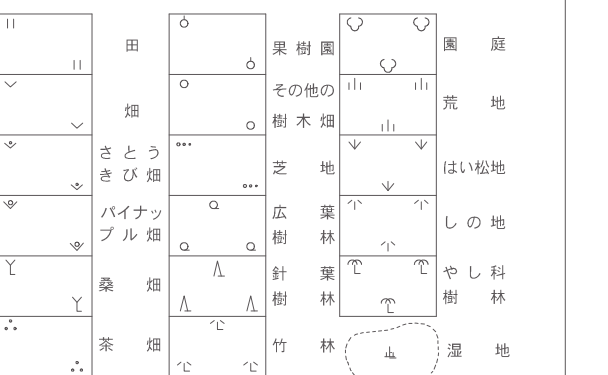 田
畑
さとう
きび畑
パイナッ
プル畑
桑畑
茶畑
果樹園
その他の
樹木畑
芝地
広葉
樹林
針葉
樹林
竹林
園庭
荒地
はい松地
しの地
やし科
樹林
湿地